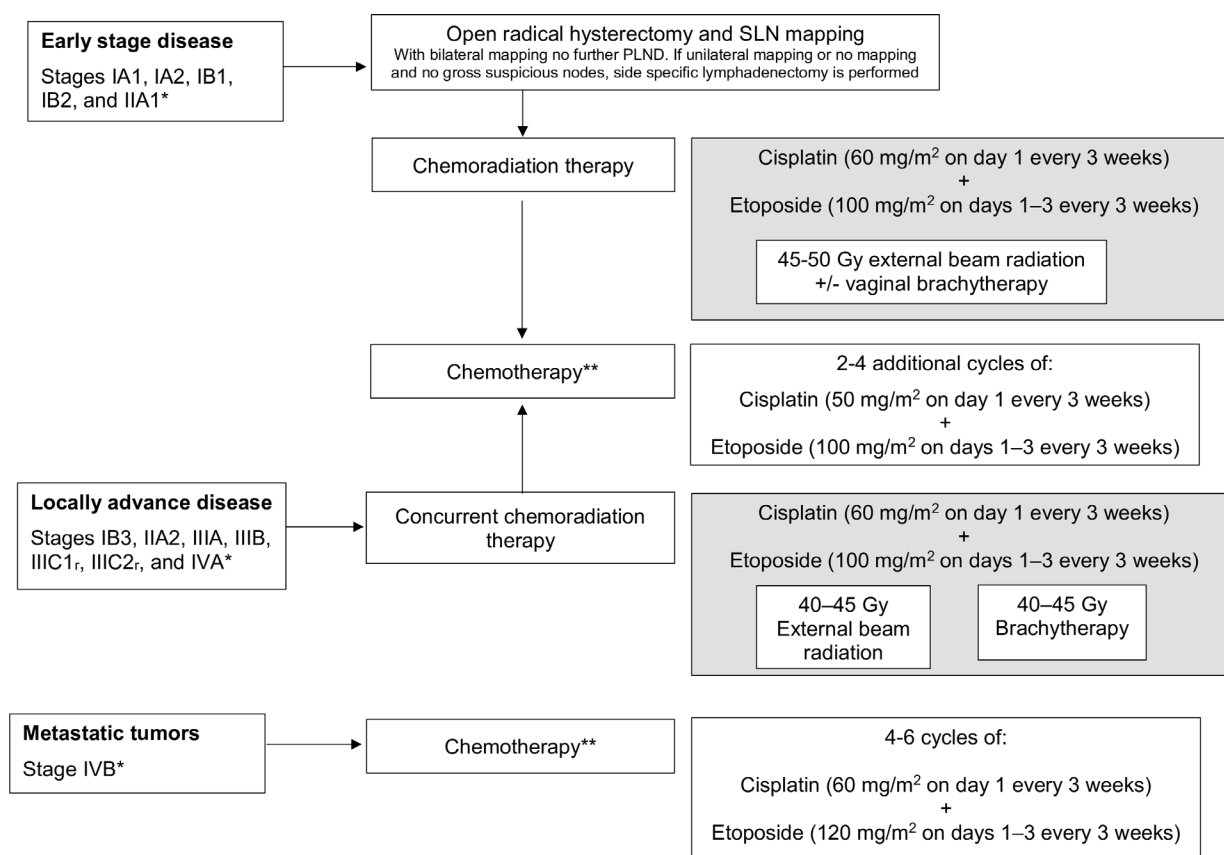 Early stage disease
Stages IA1, IA2, IB1,
IB2, and IIA1*
Open radical hysterectomy and SLN mapping
With bilateral mapping no further PLND. If unilateral mapping or no mapping
and no gross suspicious nodes, side specific lymphadenectomy is performed
Chemoradiation therapy
Cisplatin (60 mg/m² on day 1 every 3 weeks)
+
Etoposide (100 mg/m² on days 1–3 every 3 weeks)
45-50 Gy external beam radiation
+/- vaginal brachytherapy
Chemotherapy**
2-4 additional cycles of:
Cisplatin (50 mg/m² on day 1 every 3 weeks)
+
Etoposide (100 mg/m² on days 1–3 every 3 weeks)
Locally advance disease
Stages IB3, IIA2, IIIA, IIIB,
IIIC1r, IIIC2r, and IVA*
Concurrent chemoradiation
therapy
Cisplatin (60 mg/m² on day 1 every 3 weeks)
+
Etoposide (100 mg/m² on days 1–3 every 3 weeks)
40–45 Gy
External beam
radiation
40–45 Gy
Brachytherapy
Metastatic tumors
Stage IVB*
Chemotherapy**
4-6 cycles of:
Cisplatin (60 mg/m² on day 1 every 3 weeks)
+
Etoposide (120 mg/m² on days 1–3 every 3 weeks)